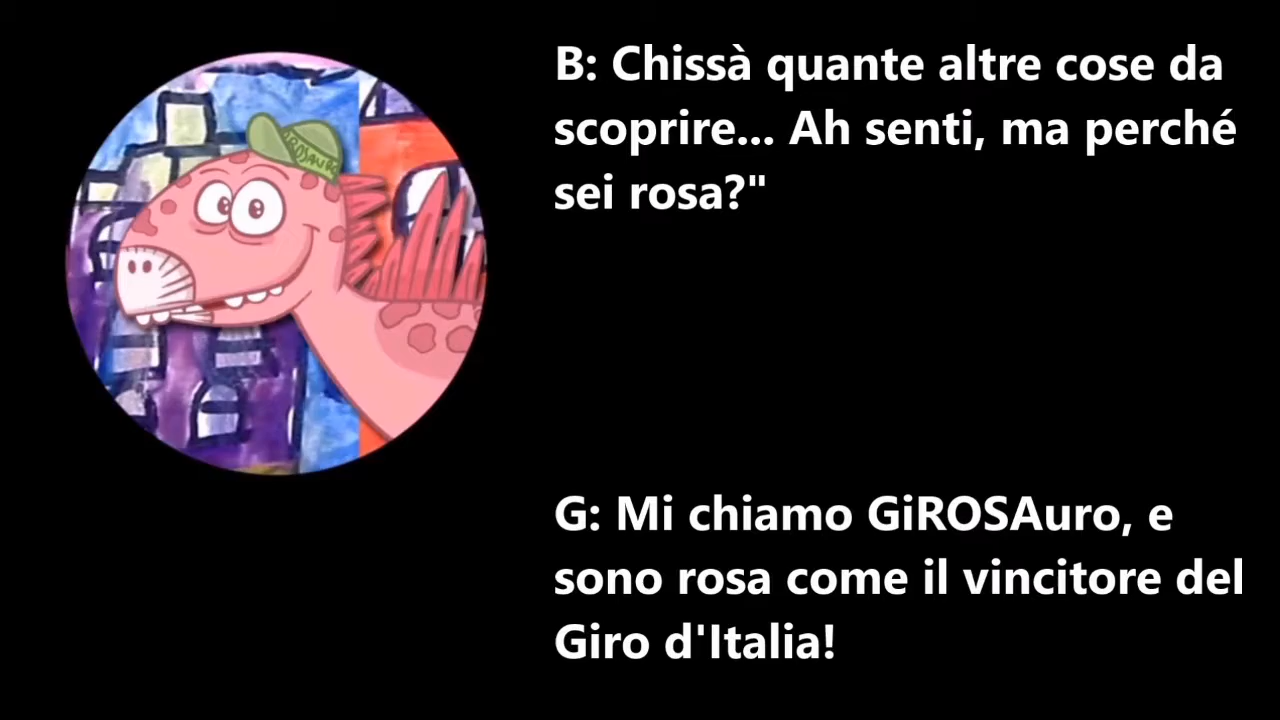 B: Chissà quante altre cose da
scoprire... Ah senti, ma perché
sei rosa?"
G: Mi chiamo GiROSAuro, e
sono rosa come il vincitore del
Giro d'Italia!